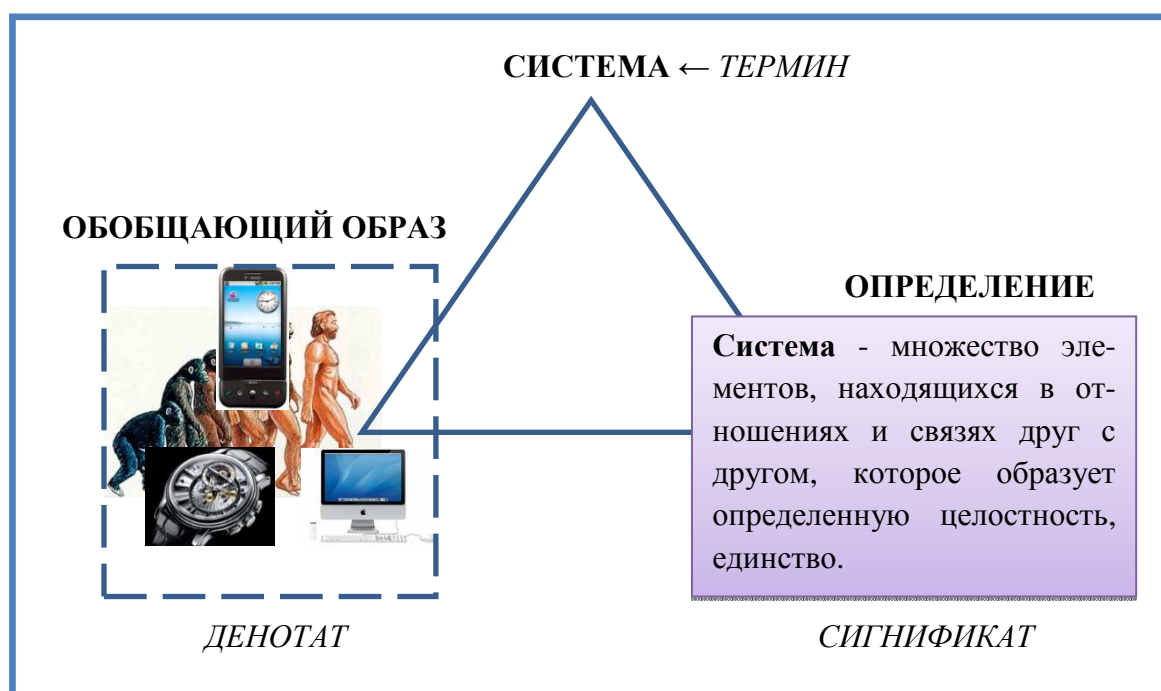 СИСТЕМА ← ТЕРМИН
ОБОБЩАЮЩИЙ ОБРАЗ
ОПРЕДЕЛЕНИЕ
Система - множество эле-
ментов, находящихся в от-
ношениях и связях друг с
другом, которое образует
определенную целостность,
единство.
ДЕНОТАТ
СИГНИФИКАТ